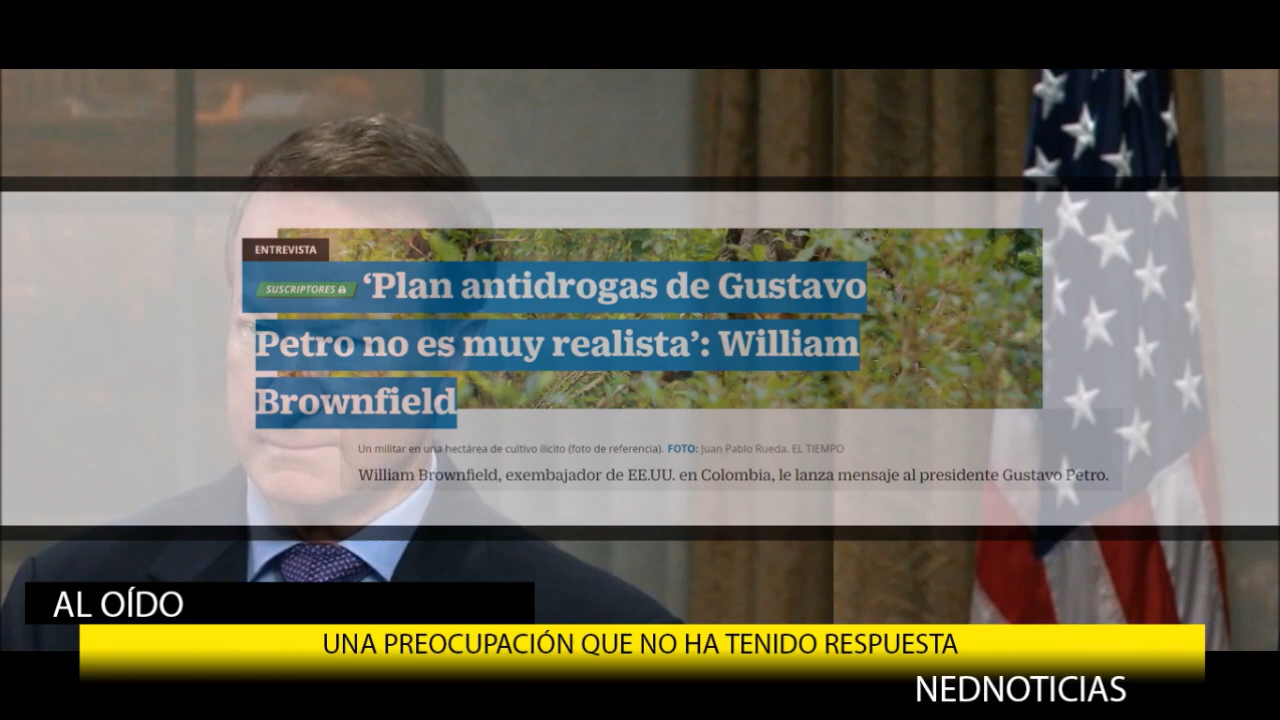 ENTREVISTA
SUSCRIPTORES ‘Plan antidrogas de Gustavo
Petro no es muy realista’: William
Brownfield
Un militar en una hectárea de cultivo ilícito (foto de referencia). FOTO: Juan Pablo Rueda. EL TIEMPO
William Brownfield, exembajador de EE.UU. en Colombia, le lanza mensaje al presidente Gustavo Petro.
AL OÍDO
UNA PREOCUPACIÓN QUE NO HA TENIDO RESPUESTA
NEDNOTICIAS